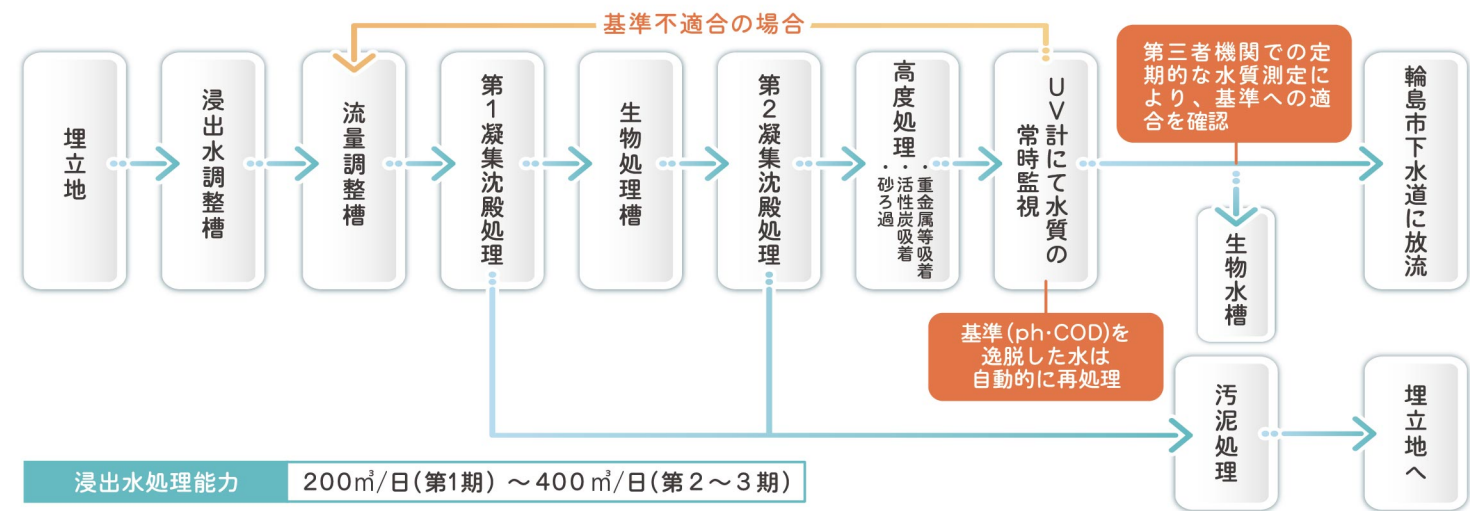 基準不適合の場合
埋立地
浸出水調整槽
流量調整槽
第1凝集沈殿処理
生物処理槽
第2凝集沈殿処理
高度処理
・重金属等吸着
・活性炭吸着
・砂ろ過
UV計にて水質の
常時監視
第三者機関での定
期的な水質測定に
より、基準への適
合を確認
輪島市下水道に放流
生物水槽
基準(ph·COD)を
逸脱した水は
自動的に再処理
汚泥処理
埋立地へ
浸出水処理能力
200㎥/日(第1期) ～400㎥/日(第2～3期)